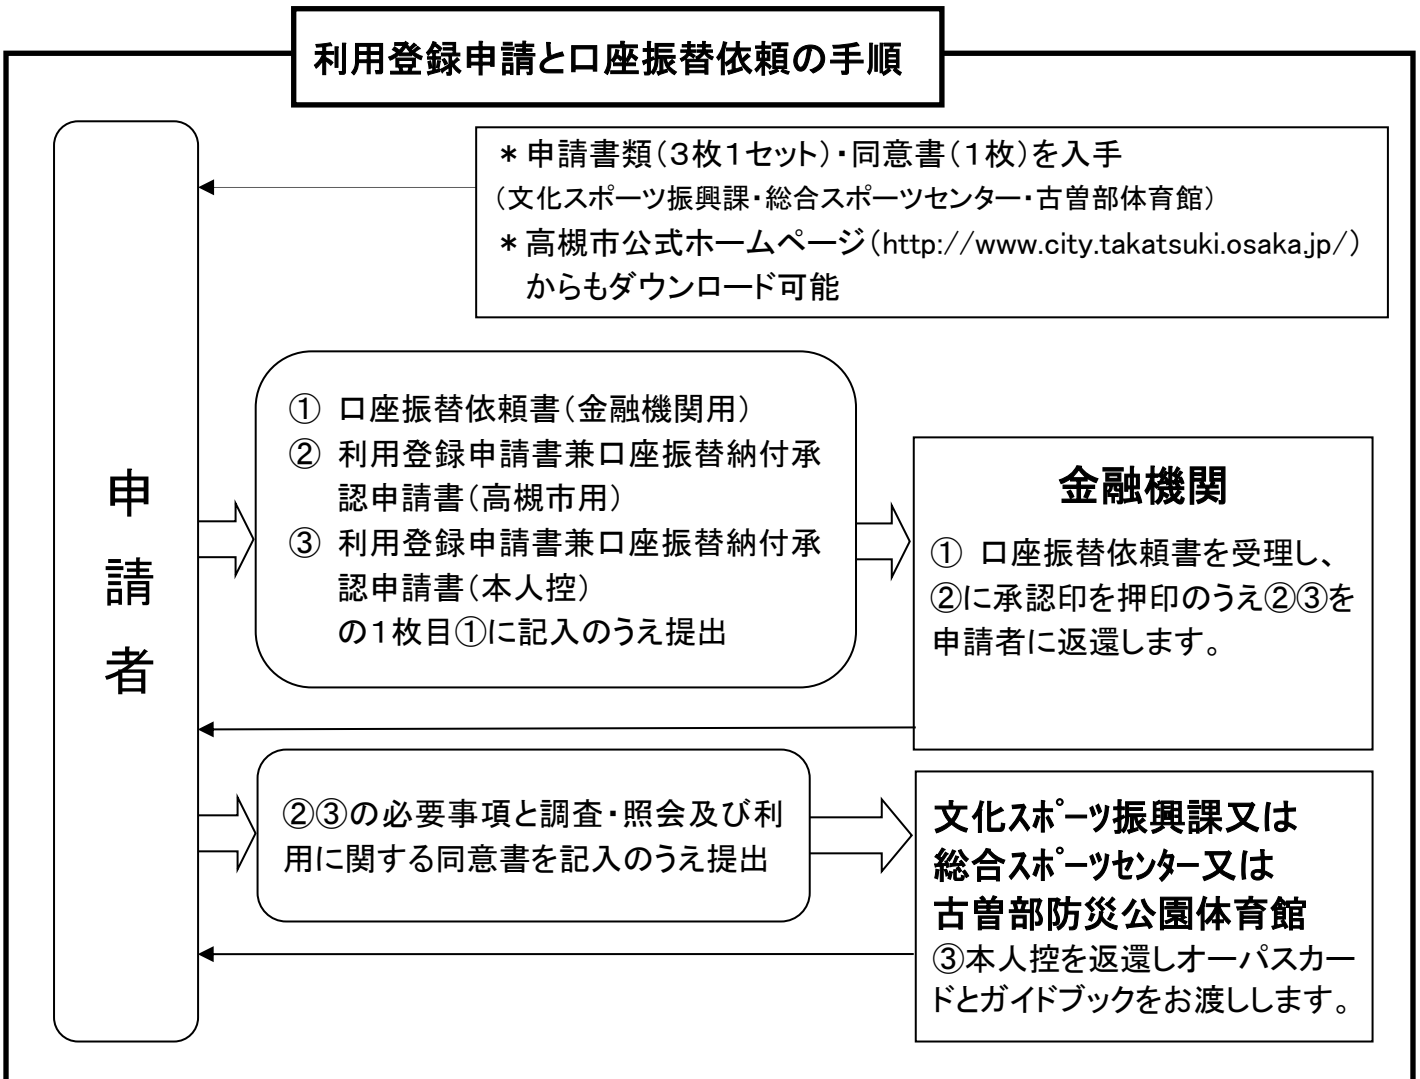 利用登録申請と口座振替依頼の手順
＊申請書類（３枚１セット）・同意書（１枚）を入手
（文化スポーツ振興課・総合スポーツセンター・古曽部体育館）
＊高槻市公式ホームページ（http://www.city.takatsuki.osaka.jp/）
からもダウンロード可能
申
請
者
① 口座振替依頼書（金融機関用）
② 利用登録申請書兼口座振替納付承
認申請書（高槻市用）
③ 利用登録申請書兼口座振替納付承
認申請書（本人控）
の１枚目①に記入のうえ提出
金融機関
① 口座振替依頼書を受理し、
②に承認印を押印のうえ②③を
申請者に返還します。
②③の必要事項と調査・照会及び利
用に関する同意書を記入のうえ提出
文化ｽﾎﾟｰﾂ振興課又は
総合ｽﾎﾟｰﾂｾﾝﾀｰ又は
古曽部防災公園体育館
③本人控を返還しオーパスカー
ドとガイドブックをお渡しします。